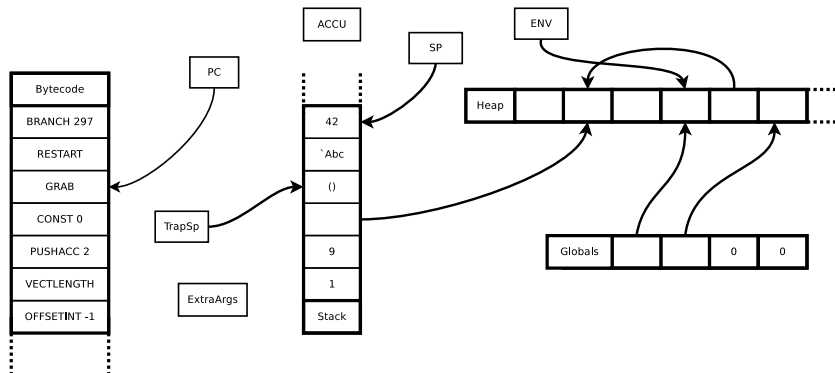 ACCU
ENV
SP
PC
Bytecode
BRANCH 297
RESTART
GRAB
CONST 0
PUSHACC 2
VECTLENGTH
OFFSETINT -1
TrapSp
ExtraArgs
42
`Abc
()
9
1
Stack
Heap
Globals 0 0